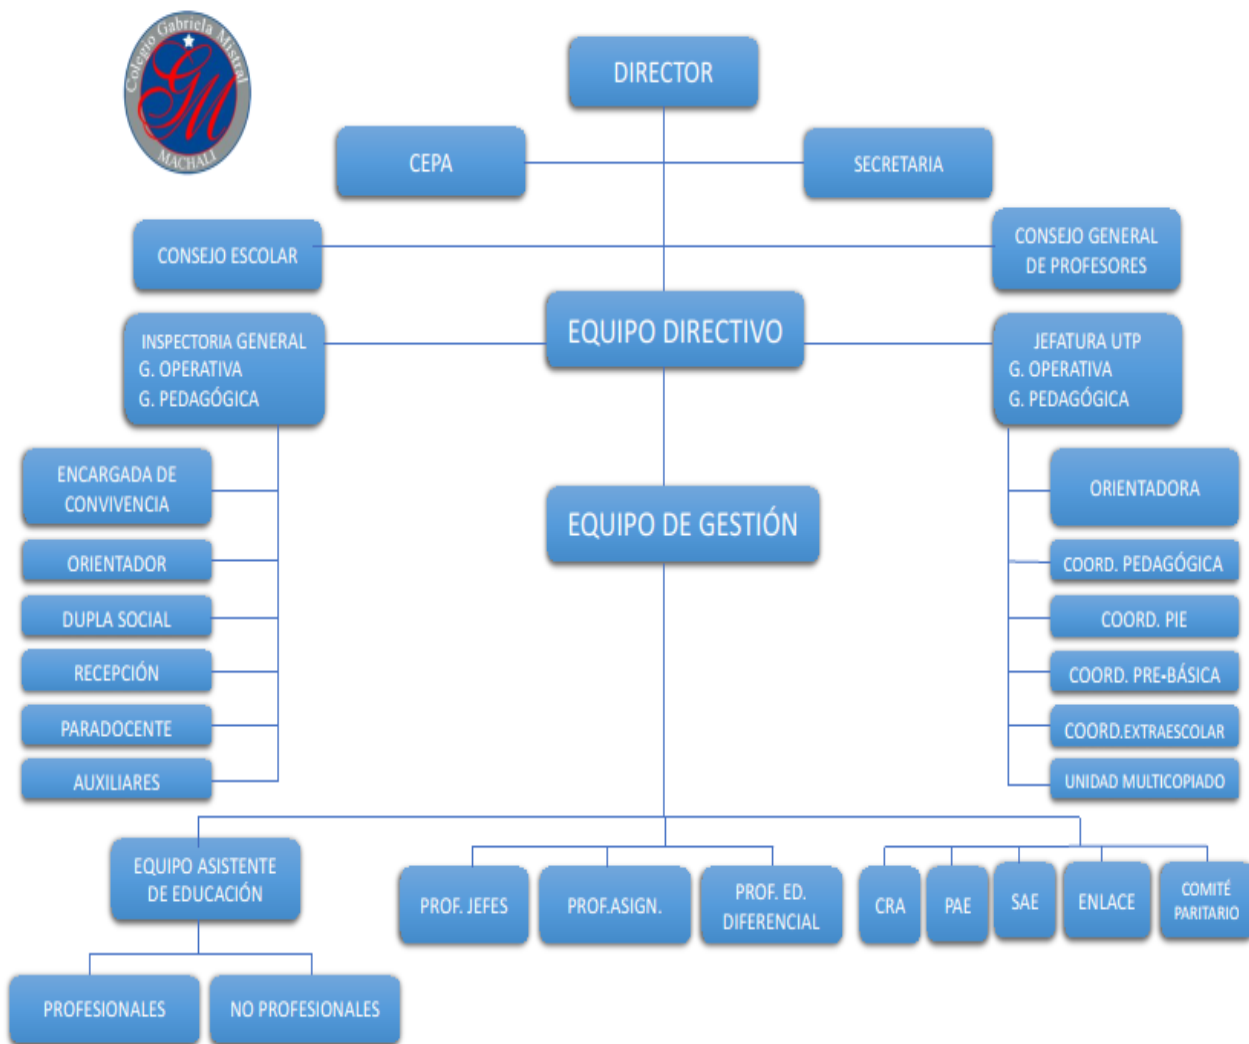 Colegio Gabriela Mistral
GM
MACHALI
DIRECTOR
CEPA
SECRETARIA
CONSEJO ESCOLAR
CONSEJO GENERAL
DE PROFESORES
EQUIPO DIRECTIVO
INSPECTORIA GENERAL
G. OPERATIVA
G. PEDAGÓGICA
JEFATURA UTP
G. OPERATIVA
G. PEDAGÓGICA
ENCARGADA DE
CONVIVENCIA
ORIENTADOR
DUPLA SOCIAL
RECEPCIÓN
PARADOCENTE
AUXILIARES
EQUIPO DE GESTIÓN
ORIENTADORA
COORD. PEDAGÓGICA
COORD. PIE
COORD. PRE-BÁSICA
COORD.EXTRAESCOLAR
UNIDAD MULTICOPIADO
EQUIPO ASISTENTE
DE EDUCACIÓN
PROF. JEFES
PROF.ASIGN.
PROF. ED.
DIFERENCIAL
CRA
PAE
SAE
ENLACE
COMITÉ
PARITARIO
PROFESIONALES
NO PROFESIONALES